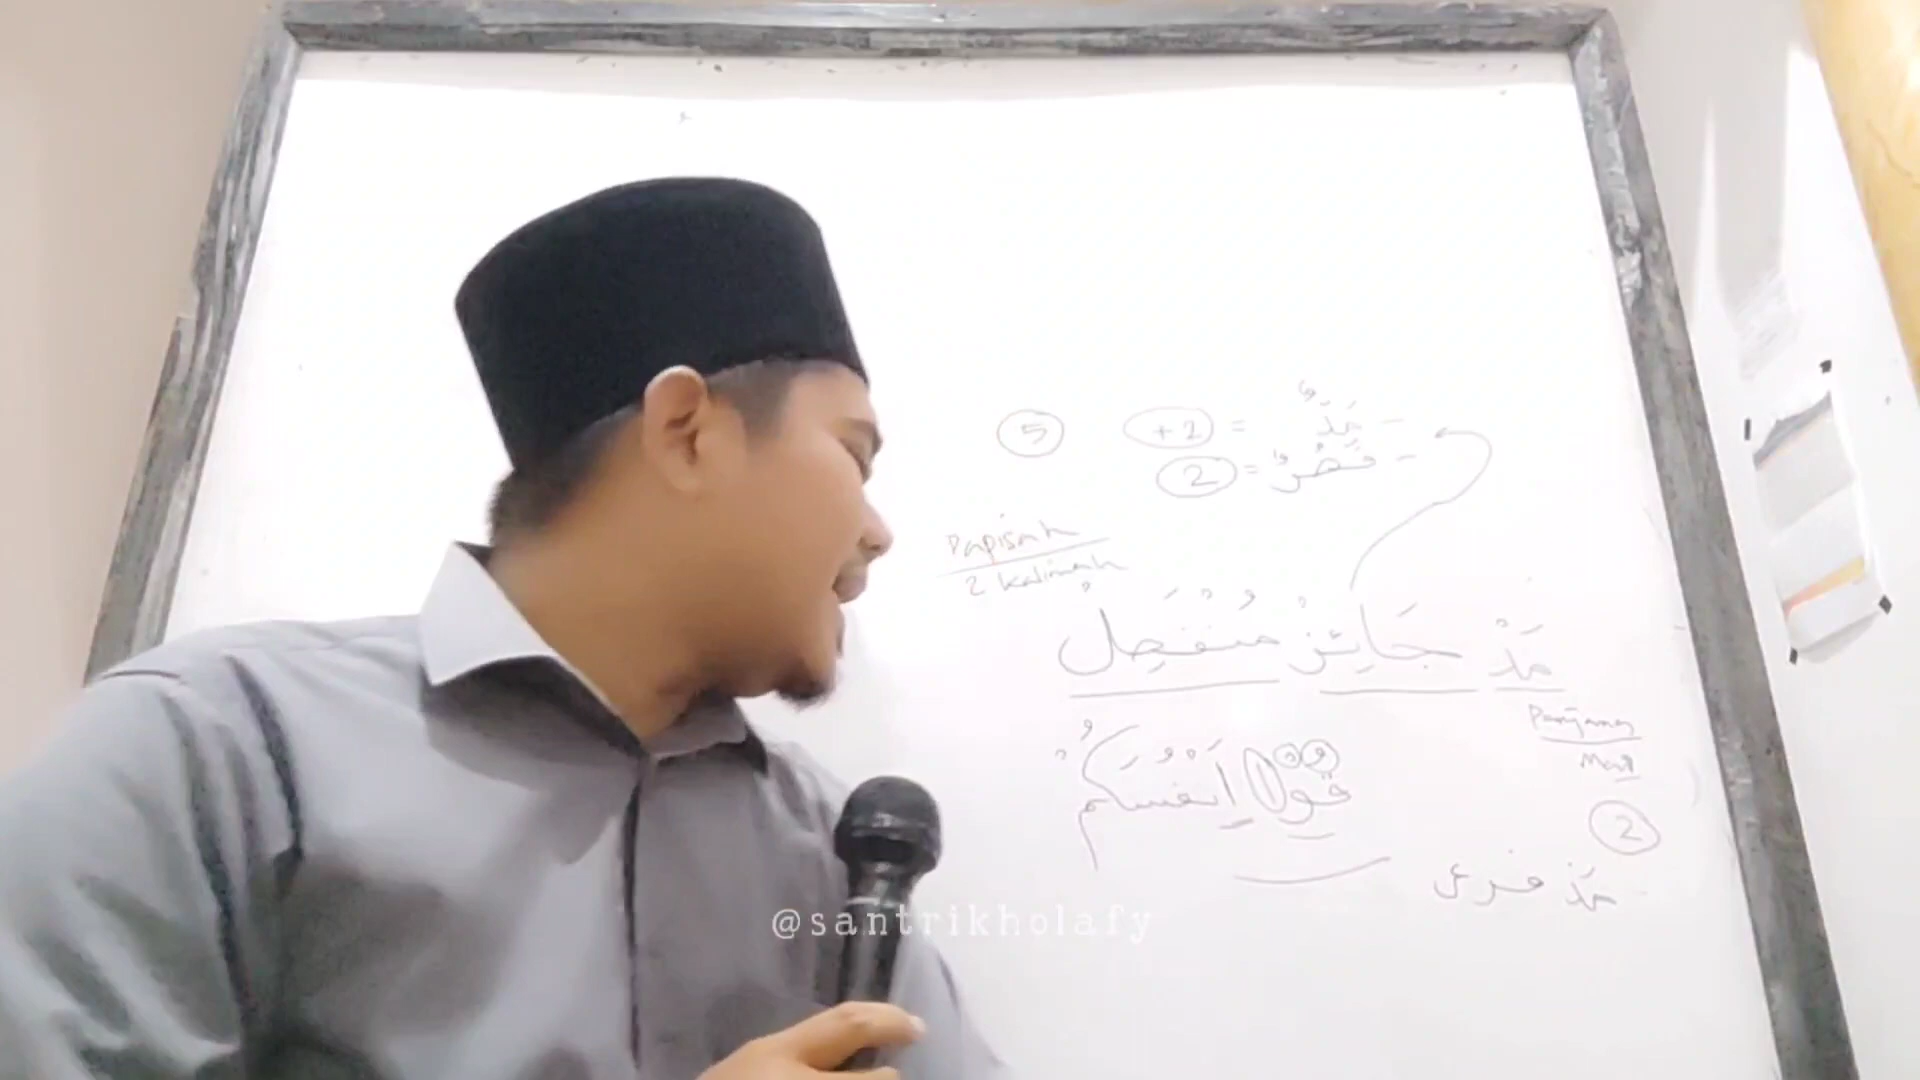 - مَدٌّ = +2 5
- قَصْرٌ = 2
Papisah
2 kalimah
مَدْ جَائِزْ مُنْفَصِلْ
Panjang
Mad
قُوْا اَنْفُسَكُمْ
2
مَدْ فرعى
@santrikholafy